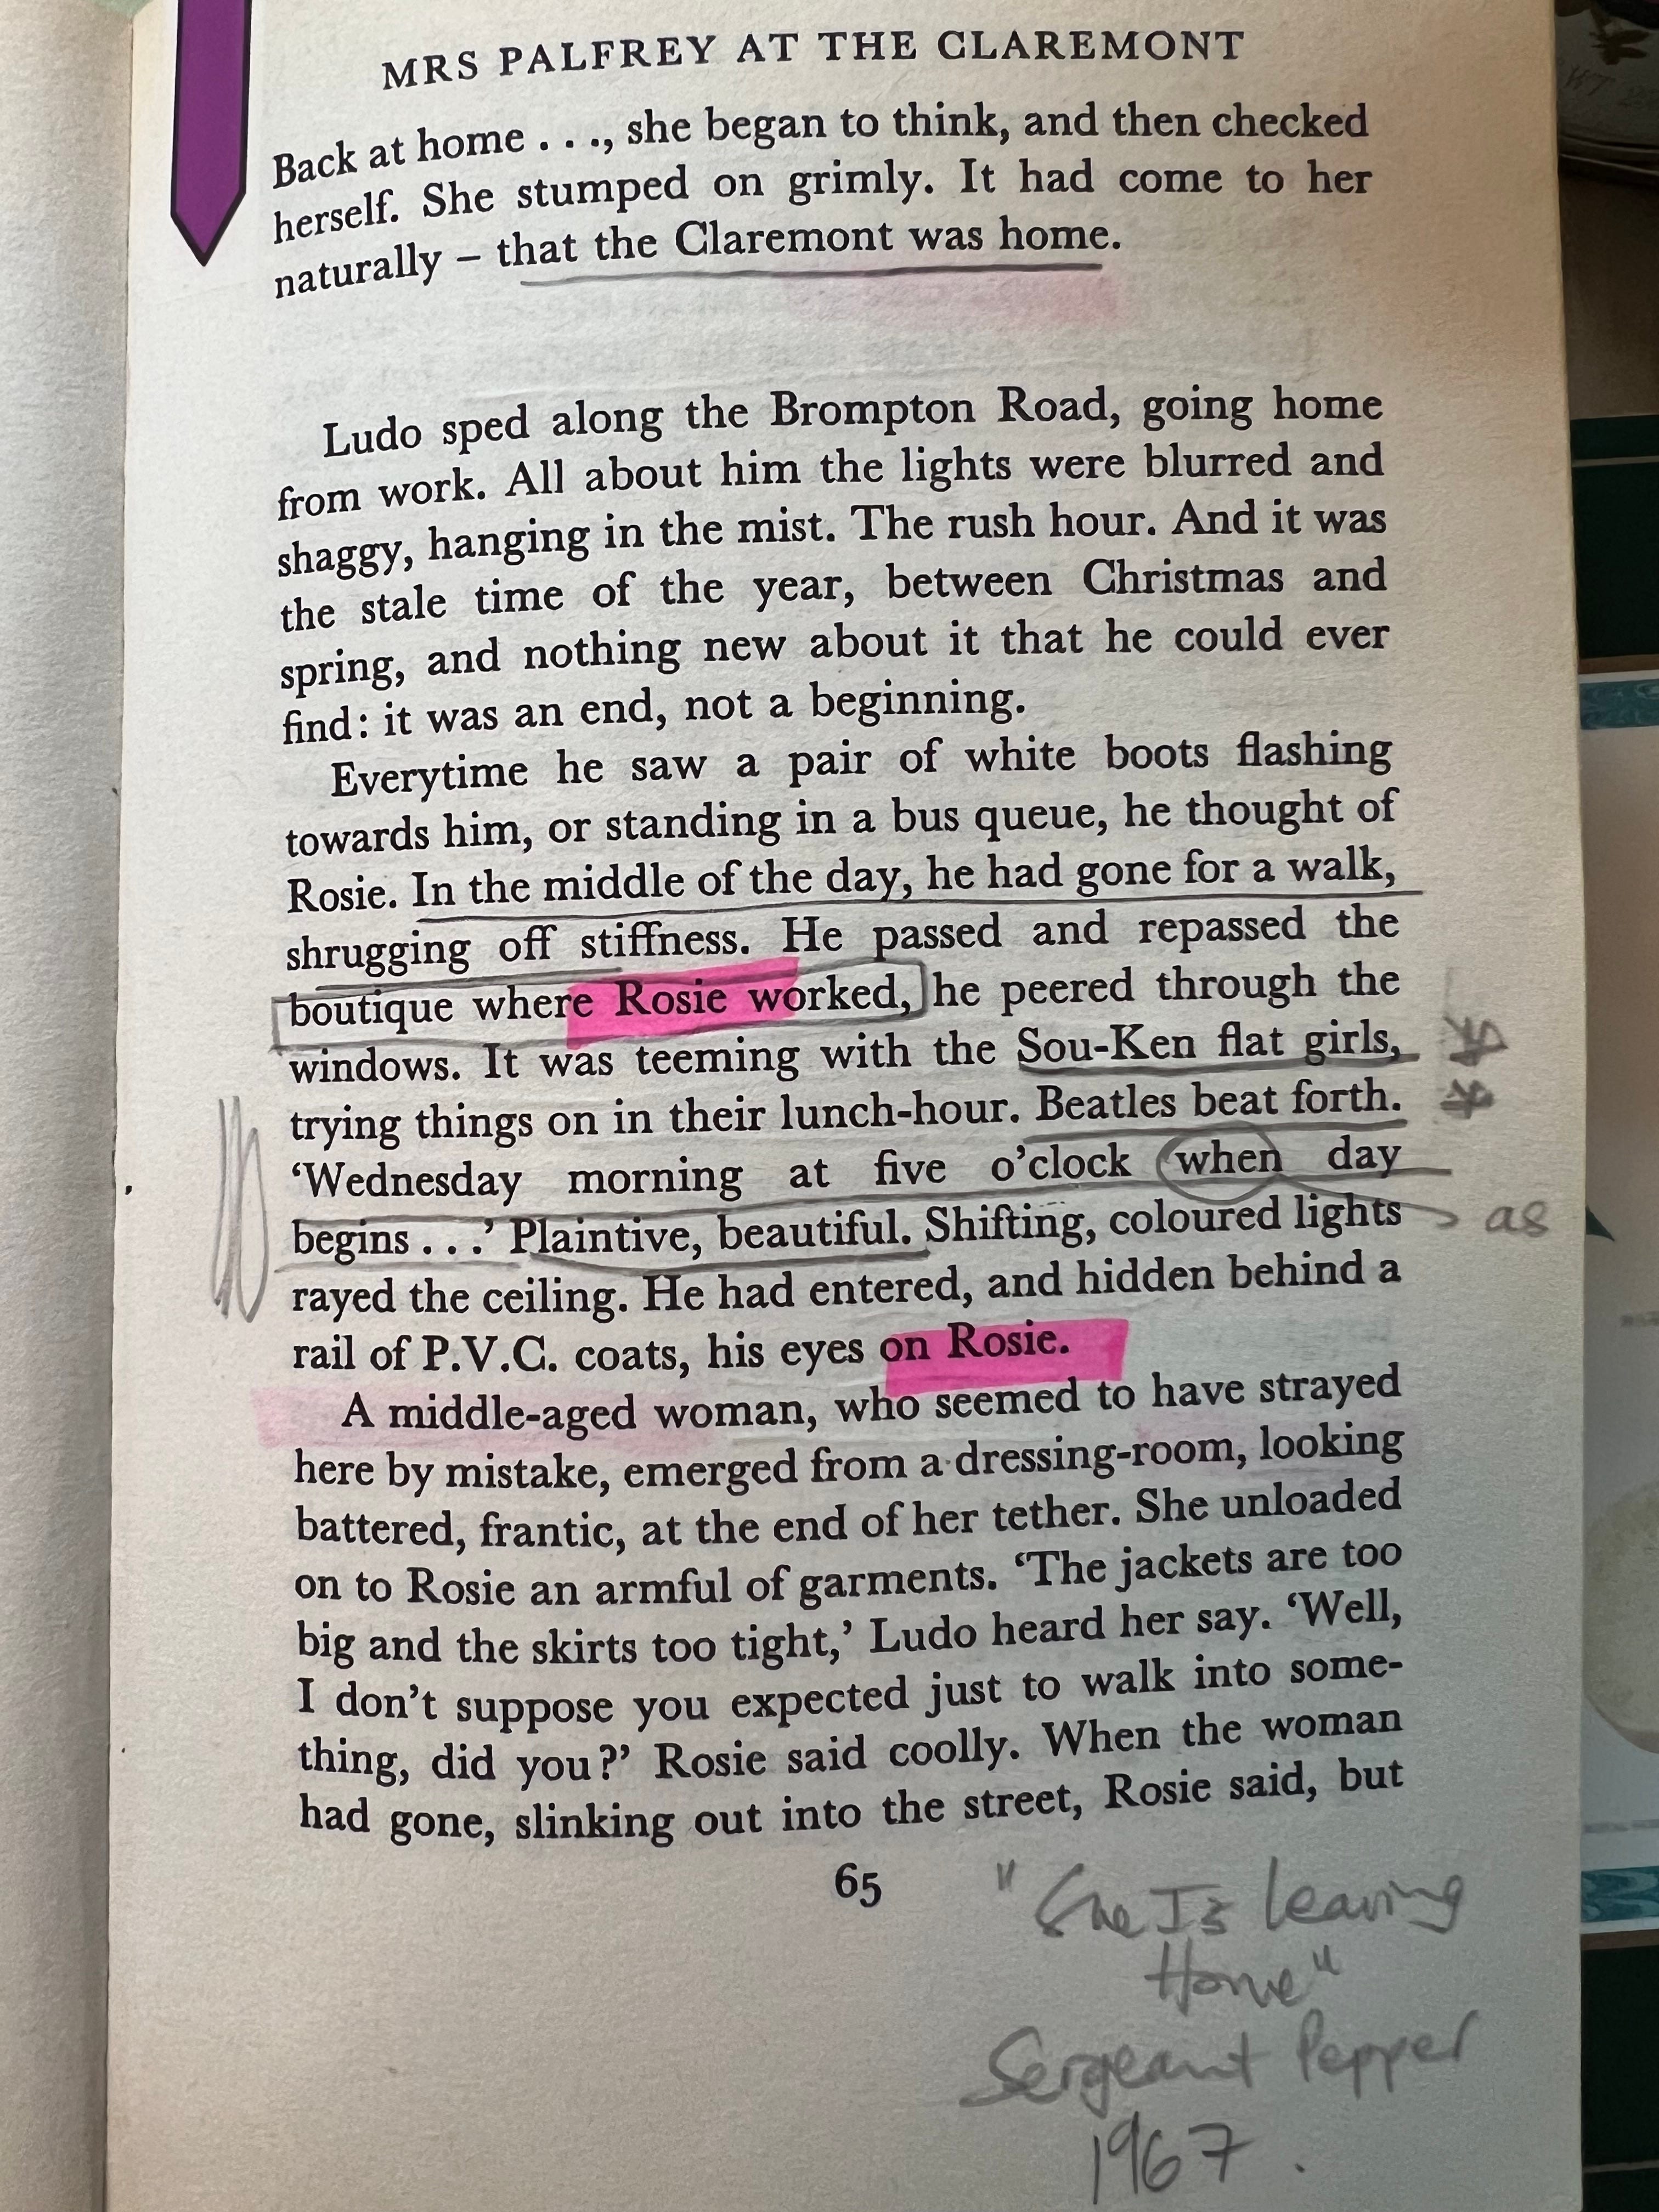 MRS PALFREY AT THE CLAREMONT
Back at home . . ., she began to think, and then checked
herself. She stumped on grimly. It had come to her
naturally – that the Claremont was home.
Ludo sped along the Brompton Road, going home
from work. All about him the lights were blurred and
shaggy, hanging in the mist. The rush hour. And it was
the stale time of the year, between Christmas and
spring, and nothing new about it that he could ever
find: it was an end, not a beginning.
Everytime he saw a pair of white boots flashing
towards him, or standing in a bus queue, he thought of
Rosie. In the middle of the day, he had gone for a walk,
shrugging off stiffness. He passed and repassed the
boutique where Rosie worked, he peered through the
windows. It was teeming with the Sou-Ken flat girls,
trying things on in their lunch-hour. Beatles beat forth.
‘Wednesday morning at five o’clock when day
begins . . .’ Plaintive, beautiful. Shifting, coloured lights
as
rayed the ceiling. He had entered, and hidden behind a
rail of P.V.C. coats, his eyes on Rosie.
A middle-aged woman, who seemed to have strayed
here by mistake, emerged from a dressing-room, looking
battered, frantic, at the end of her tether. She unloaded
on to Rosie an armful of garments. ‘The jackets are too
big and the skirts too tight,’ Ludo heard her say. ‘Well,
I don’t suppose you expected just to walk into some-
thing, did you?’ Rosie said coolly. When the woman
had gone, slinking out into the street, Rosie said, but
65
"She Is leaving
Home"
Sergeant Pepper
1967.